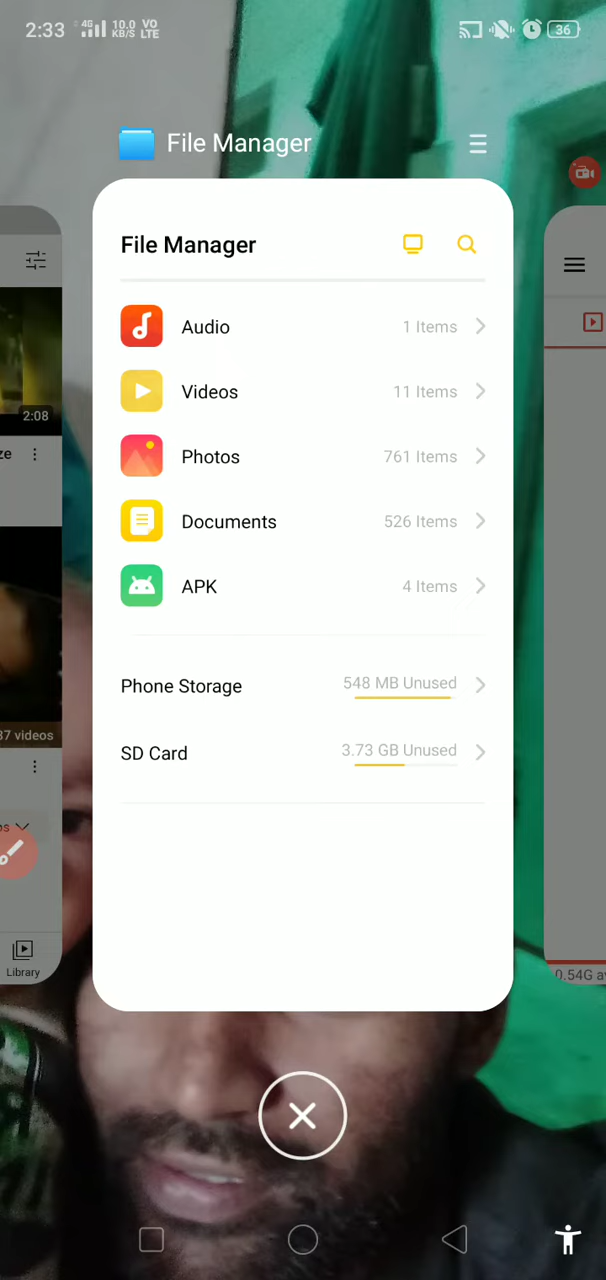 2:33 4G 10.0 KB/S VO LTE 36
File Manager
File Manager
Audio 1 Items
Videos 11 Items
Photos 761 Items
Documents 526 Items
APK 4 Items
Phone Storage 548 MB Unused
SD Card 3.73 GB Unused
2:08
ze
37 videos
os
Library
0.54G av